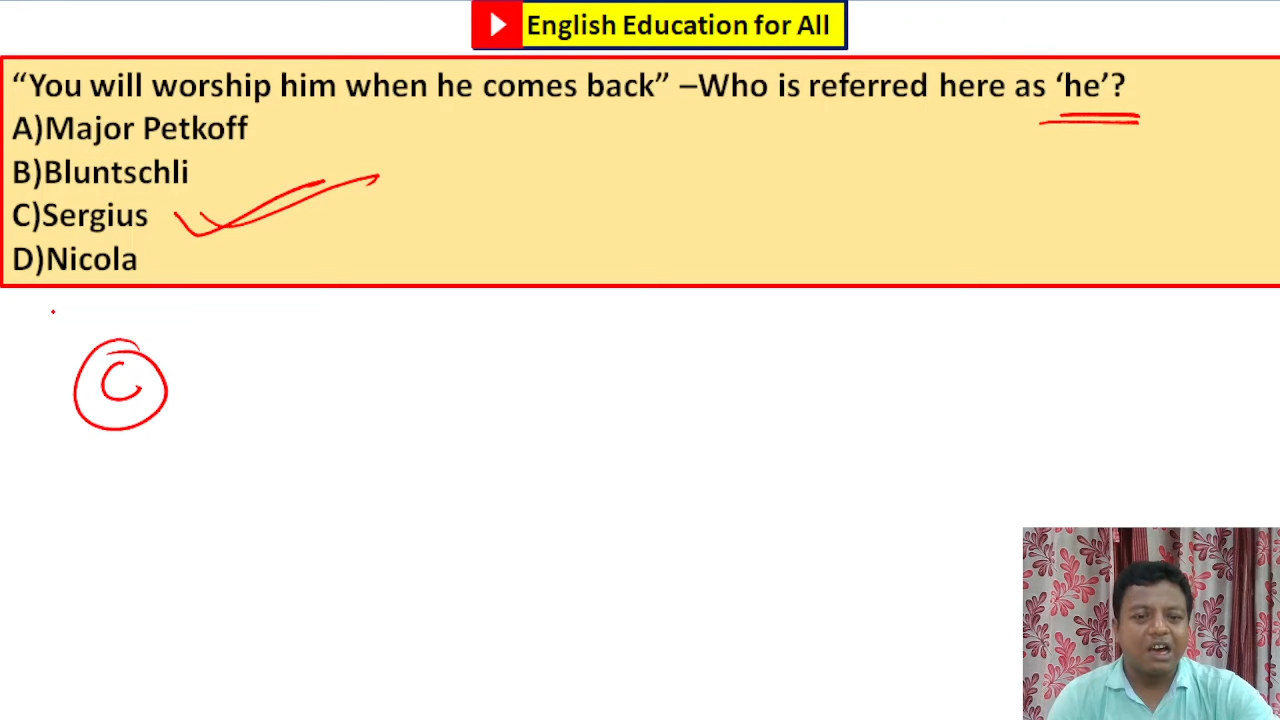 English Education for All
“You will worship him when he comes back” –Who is referred here as ‘he’?
A)Major Petkoff
B)Bluntschli
C)Sergius
D)Nicola
C